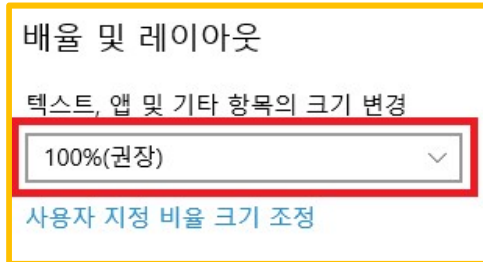 배율 및 레이아웃
텍스트, 앱 및 기타 항목의 크기 변경
100%(권장)
사용자 지정 비율 크기 조정